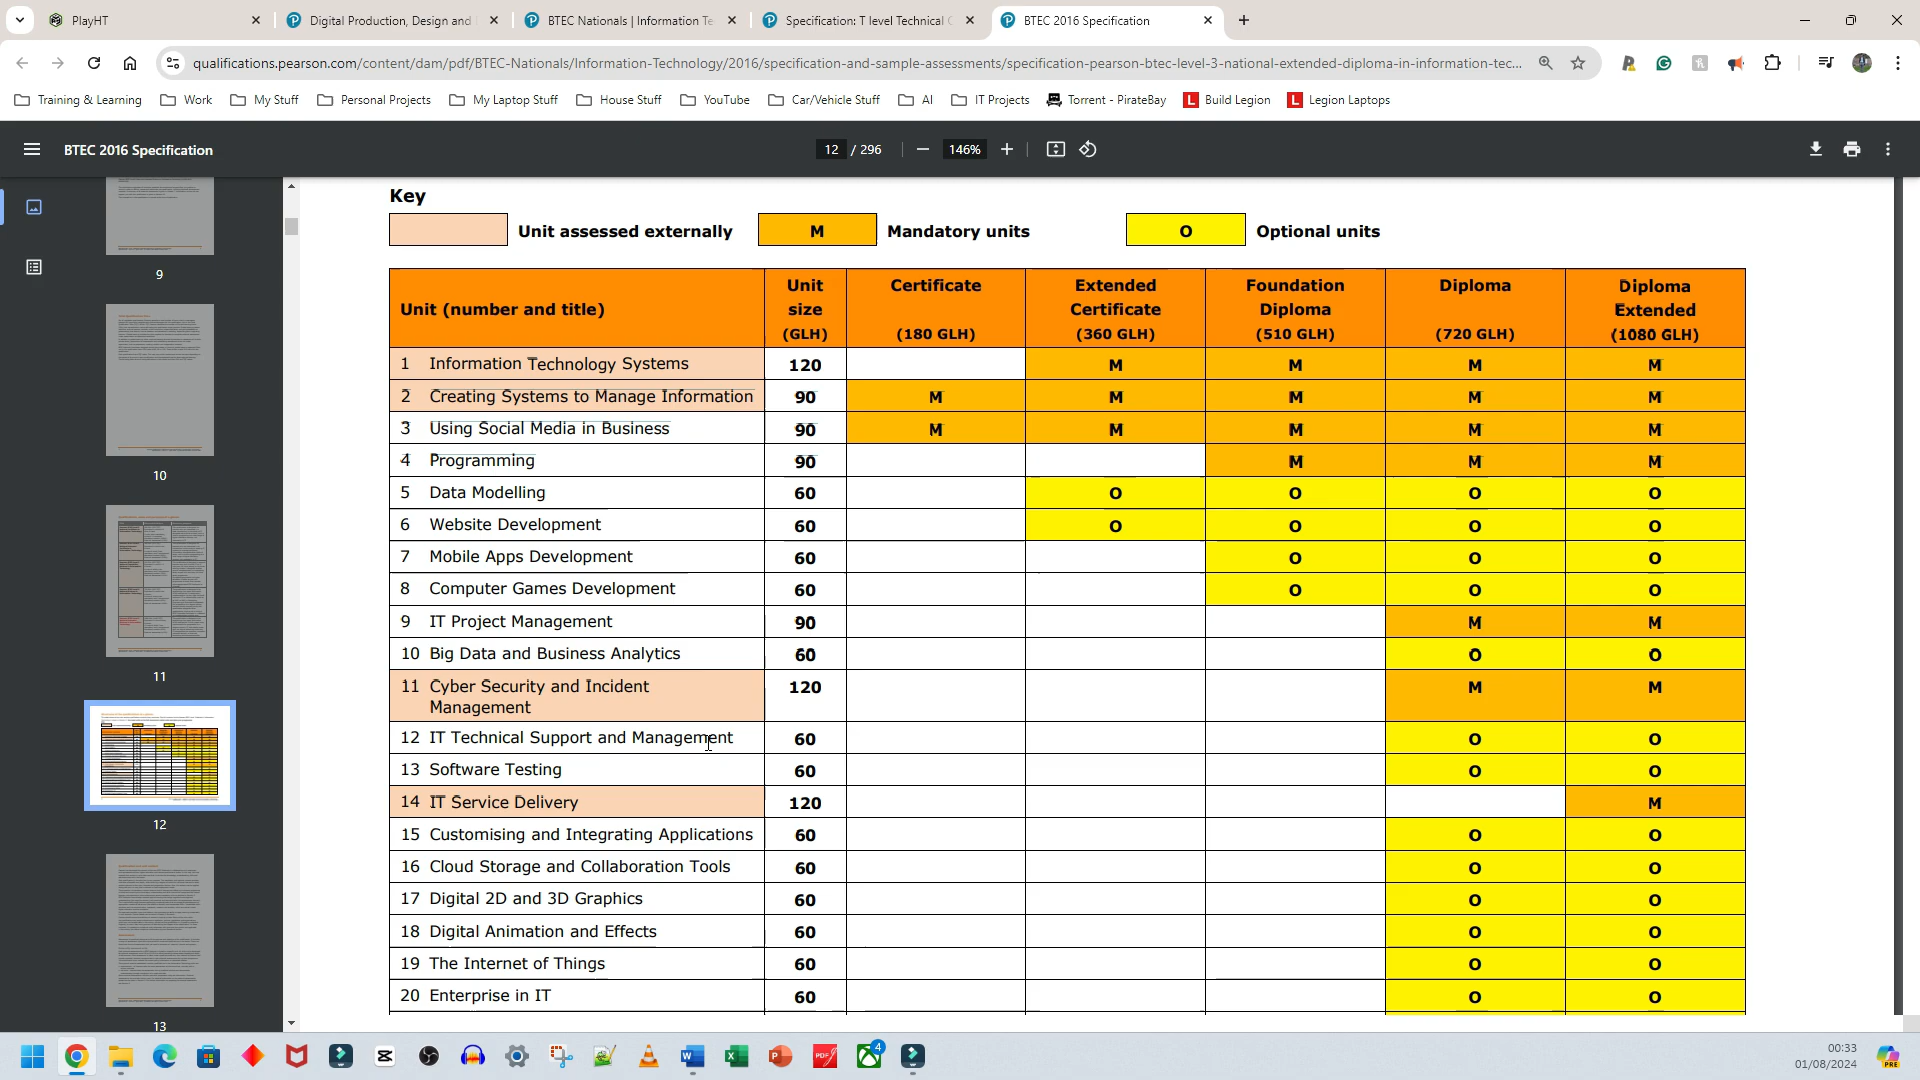 PlayHT
Digital Production, Design and
BTEC Nationals | Information Te
Specification: T level Technical
BTEC 2016 Specification
qualifications.pearson.com/content/dam/pdf/BTEC-Nationals/Information-Technology/2016/specification-and-sample-assessments/specification-pearson-btec-level-3-national-extended-diploma-in-information-tec...
Training & Learning Work My Stuff Personal Projects My Laptop Stuff House Stuff YouTube Car/Vehicle Stuff AI IT Projects Torrent - PirateBay L Build Legion L Legion Laptops
BTEC 2016 Specification 12 / 296 146%
9
10
11
12
13
Key
Unit assessed externally M Mandatory units O Optional units
Unit (number and title) Unit size (GLH) Certificate (180 GLH) Extended Certificate (360 GLH) Foundation Diploma (510 GLH) Diploma (720 GLH) Diploma Extended (1080 GLH)
1 Information Technology Systems 120 M M M M
2 Creating Systems to Manage Information 90 M M M M M
3 Using Social Media in Business 90 M M M M M
4 Programming 90 M M M
5 Data Modelling 60 O O O O
6 Website Development 60 O O O O
7 Mobile Apps Development 60 O O O
8 Computer Games Development 60 O O O
9 IT Project Management 90 M M
10 Big Data and Business Analytics 60 O O
11 Cyber Security and Incident Management 120 M M
12 IT Technical Support and Management 60 O O
13 Software Testing 60 O O
14 IT Service Delivery 120 M
15 Customising and Integrating Applications 60 O O
16 Cloud Storage and Collaboration Tools 60 O O
17 Digital 2D and 3D Graphics 60 O O
18 Digital Animation and Effects 60 O O
19 The Internet of Things 60 O O
20 Enterprise in IT 60 O O
4
00:33
01/08/2024
PRE